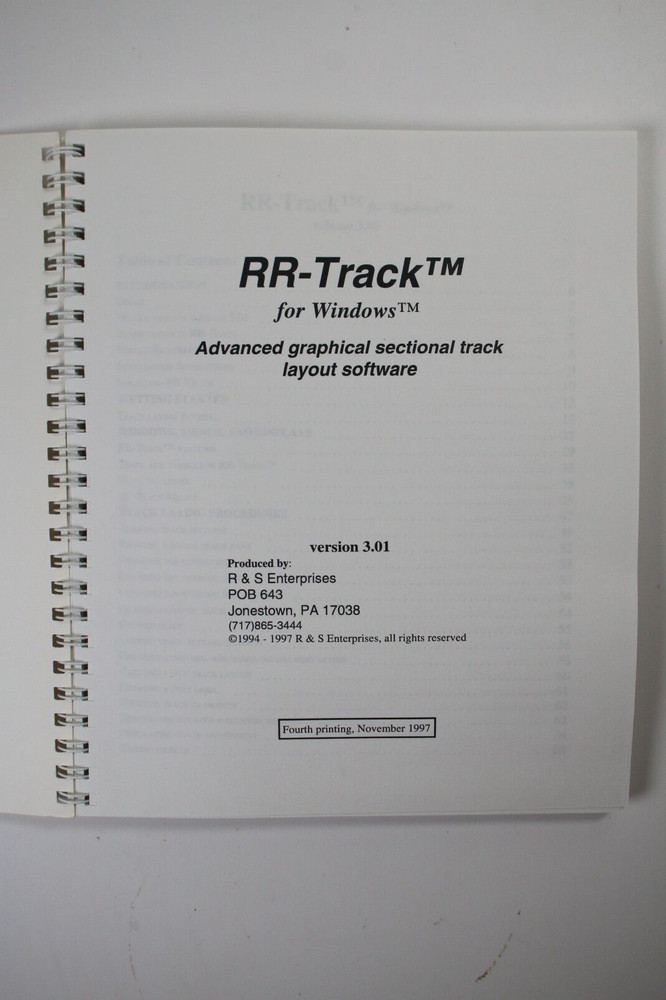 RR-Track™
for Windows™
Advanced graphical sectional track
layout software
version 3.01
Produced by:
R & S Enterprises
POB 643
Jonestown, PA 17038
(717)865-3444
©1994 - 1997 R & S Enterprises, all rights reserved
Fourth printing, November 1997